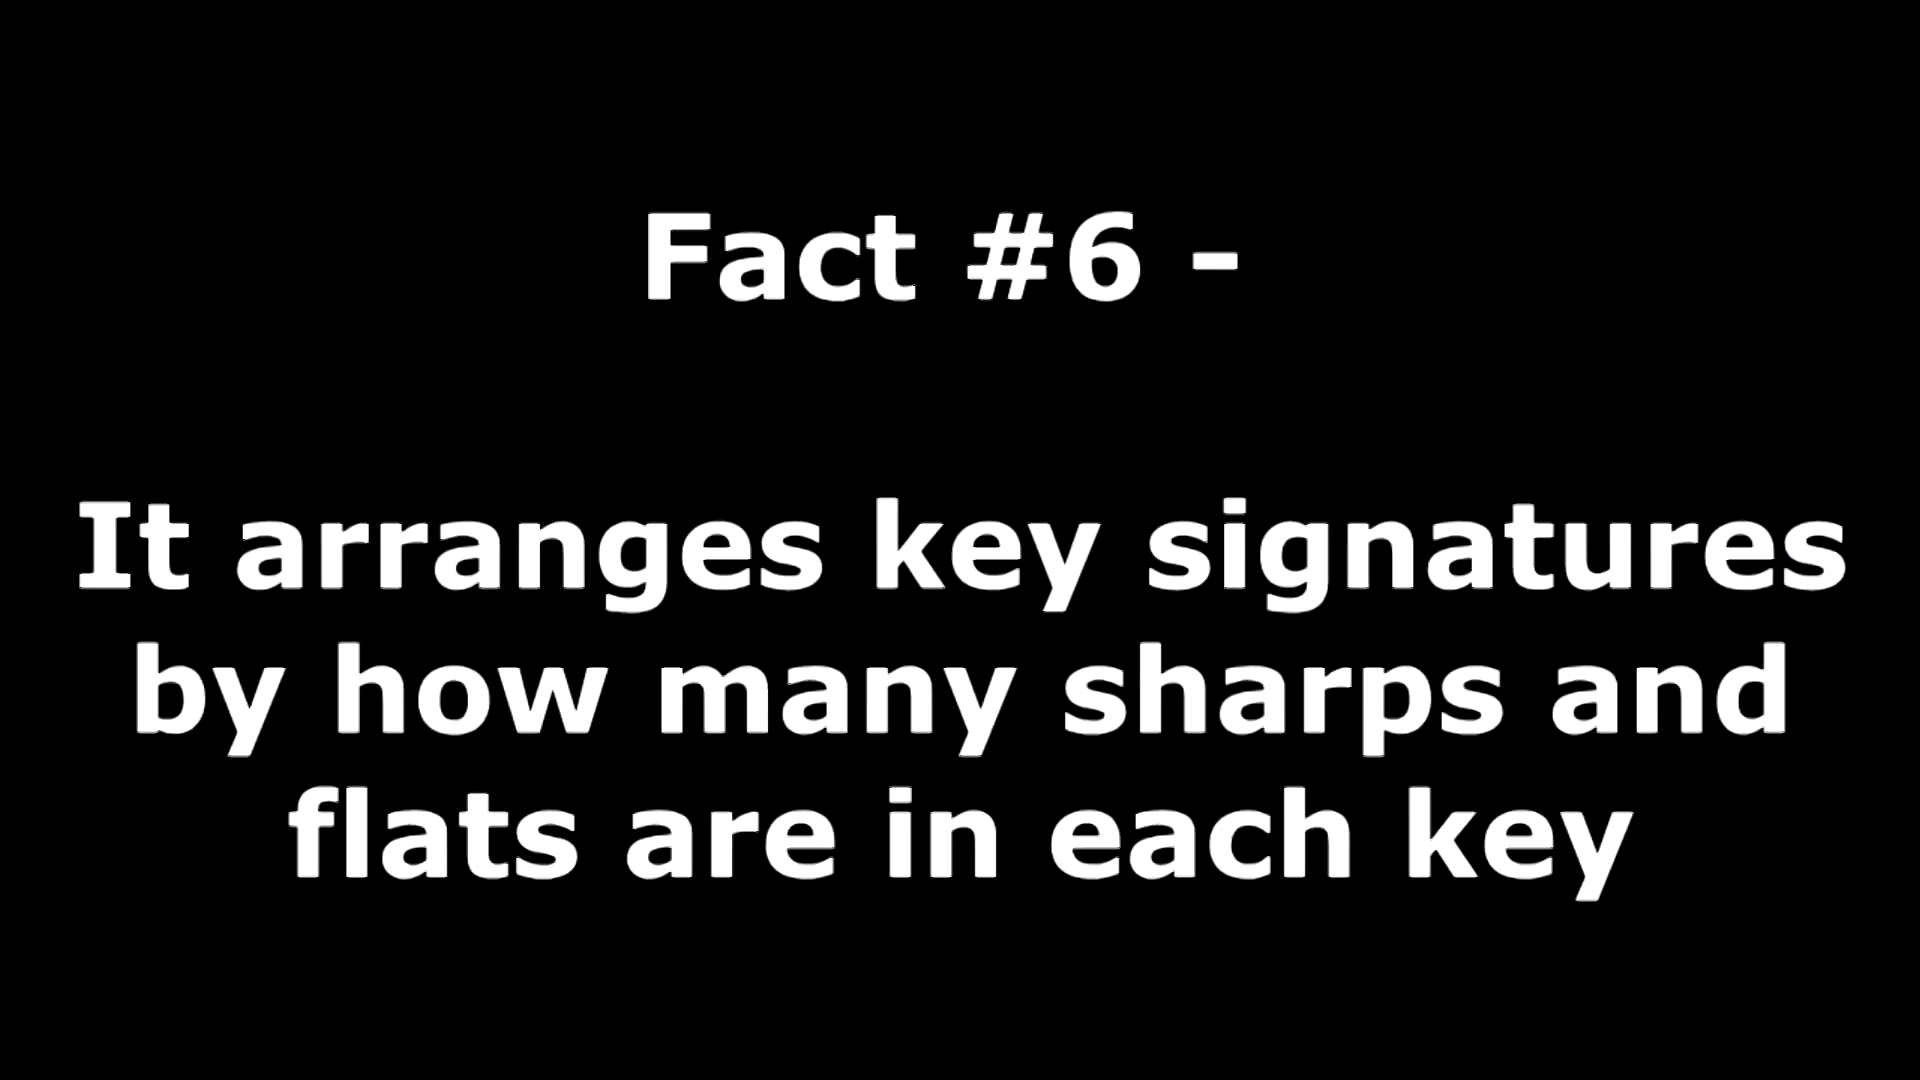 Fact #6 -
It arranges key signatures
by how many sharps and
flats are in each key